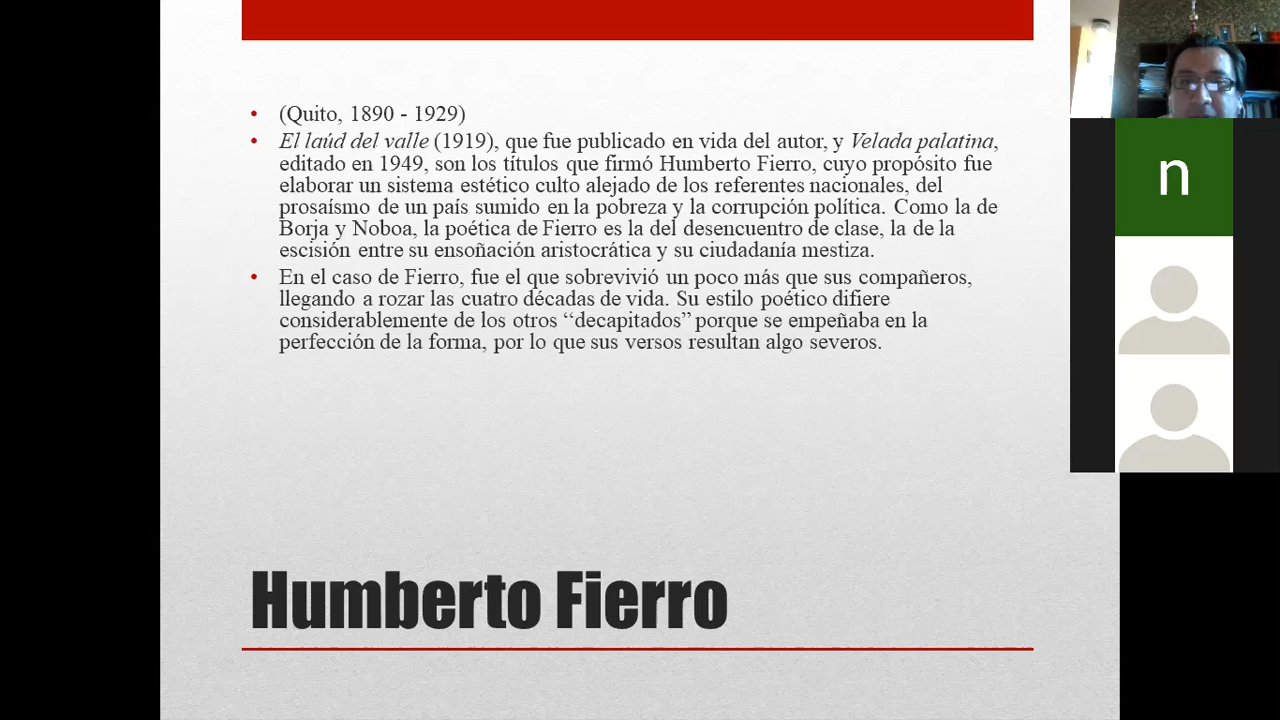 (Quito, 1890 - 1929)
El laúd del valle (1919), que fue publicado en vida del autor, y Velada palatina,
editado en 1949, son los títulos que firmó Humberto Fierro, cuyo propósito fue
elaborar un sistema estético culto alejado de los referentes nacionales, del
prosaísmo de un país sumido en la pobreza y la corrupción política. Como la de
Borja y Noboa, la poética de Fierro es la del desencuentro de clase, la de la
escisión entre su ensoñación aristocrática y su ciudadanía mestiza.
En el caso de Fierro, fue el que sobrevivió un poco más que sus compañeros,
llegando a rozar las cuatro décadas de vida. Su estilo poético difiere
considerablemente de los otros “decapitados” porque se empeñaba en la
perfección de la forma, por lo que sus versos resultan algo severos.
Humberto Fierro
n